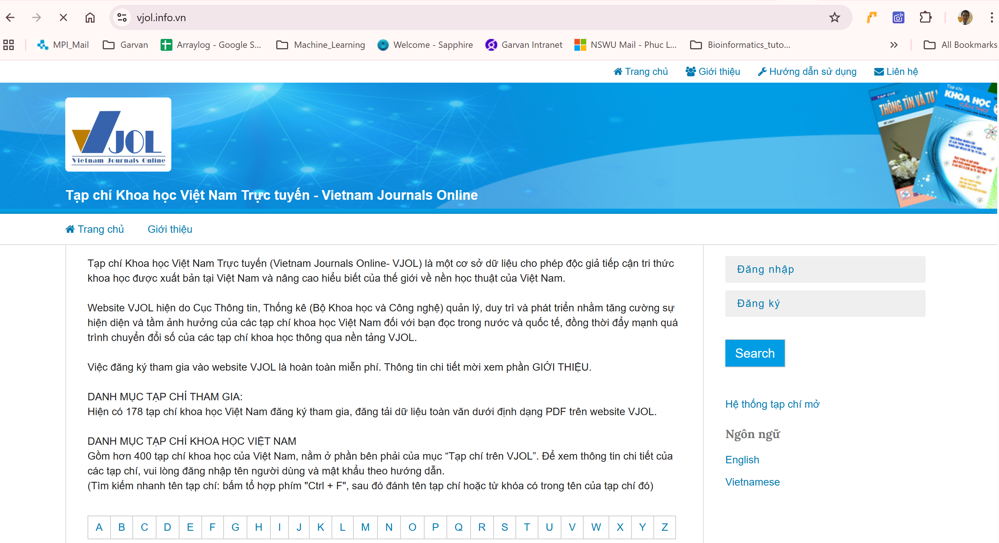 vjol.info.vn
MPI_Mail
Garvan
Arraylog - Google S...
Machine_Learning
Welcome - Sapphire
Garvan Intranet
NSWU Mail - Phuc L...
Bioinformatics_tuto...
All Bookmarks
Trang chủ
Giới thiệu
Hướng dẫn sử dụng
Liên hệ
VJOL
Vietnam Journals Online
TẠP CHÍ
THÔNG TIN VÀ TƯ
Tạp chí
KHOA HỌC
CẦN THƠ
Tạp chí Khoa học Việt Nam Trực tuyến - Vietnam Journals Online
Trang chủ
Giới thiệu
Tạp chí Khoa học Việt Nam Trực tuyến (Vietnam Journals Online- VJOL) là một cơ sở dữ liệu cho phép độc giả tiếp cận tri thức
khoa học được xuất bản tại Việt Nam và nâng cao hiểu biết của thế giới về nền học thuật của Việt Nam.
Website VJOL hiện do Cục Thông tin, Thống kê (Bộ Khoa học và Công nghệ) quản lý, duy trì và phát triển nhằm tăng cường sự
hiện diện và tầm ảnh hưởng của các tạp chí khoa học Việt Nam đối với bạn đọc trong nước và quốc tế, đồng thời đẩy mạnh quá
trình chuyển đổi số của các tạp chí khoa học thông qua nền tảng VJOL.
Việc đăng ký tham gia vào website VJOL là hoàn toàn miễn phí. Thông tin chi tiết mời xem phần GIỚI THIỆU.
DANH MỤC TẠP CHÍ THAM GIA:
Hiện có 178 tạp chí khoa học Việt Nam đăng ký tham gia, đăng tải dữ liệu toàn văn dưới định dạng PDF trên website VJOL.
DANH MỤC TẠP CHÍ KHOA HỌC VIỆT NAM
Gồm hơn 400 tạp chí khoa học của Việt Nam, nằm ở phần bên phải của mục “Tạp chí trên VJOL”. Để xem thông tin chi tiết của
các tạp chí, vui lòng đăng nhập tên người dùng và mật khẩu theo hướng dẫn.
(Tìm kiếm nhanh tên tạp chí: bấm tổ hợp phím "Ctrl + F", sau đó đánh tên tạp chí hoặc từ khóa có trong tên của tạp chí đó)
A B C D E F G H I J K L M N O P Q R S T U V W X Y Z
Đăng nhập
Đăng ký
Search
Hệ thống tạp chí mở
Ngôn ngữ
English
Vietnamese